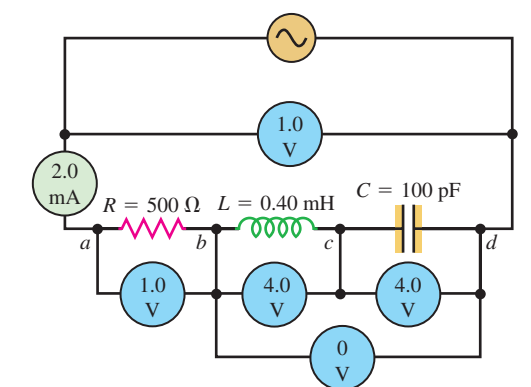 1.0
V
2.0
mA
R = 500 Ω
L = 0.40 mH
C = 100 pF
a
b
c
d
1.0
V
4.0
V
4.0
V
0
V